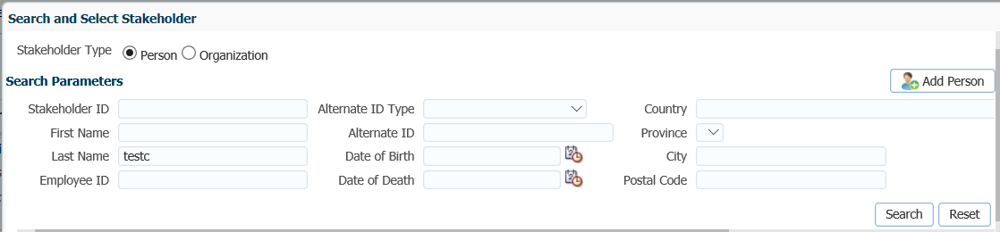 Search and Select Stakeholder
Stakeholder Type Person Organization
Search Parameters Add Person
Stakeholder ID Alternate ID Type Country
First Name Alternate ID Province
Last Name testc Date of Birth City
Employee ID Date of Death Postal Code
Search Reset